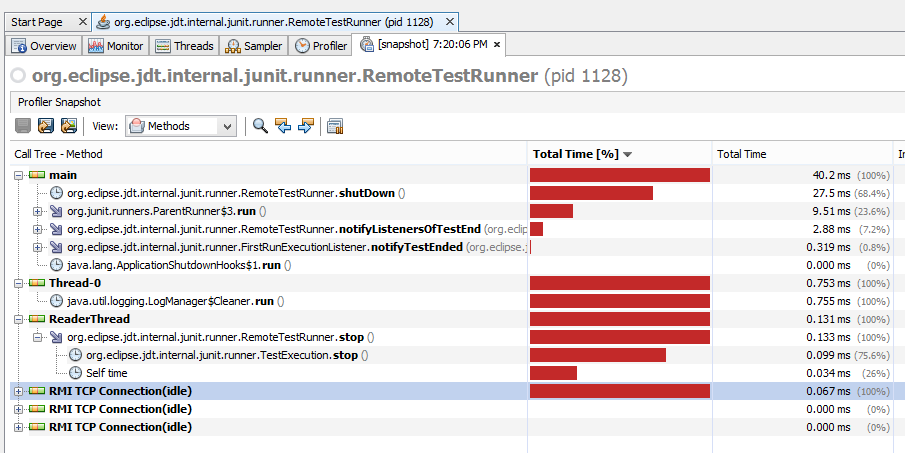 Start Page org.eclipse.jdt.internal.junit.runner.RemoteTestRunner (pid 1128)
Overview Monitor Threads Sampler Profiler [snapshot] 7:20:06 PM
org.eclipse.jdt.internal.junit.runner.RemoteTestRunner (pid 1128)
Profiler Snapshot
View: Methods
Call Tree - Method Total Time [%] Total Time
main 40.2 ms (100%)
org.eclipse.jdt.internal.junit.runner.RemoteTestRunner.shutDown () 27.5 ms (68.4%)
org.junit.runners.ParentRunner$3.run () 9.51 ms (23.6%)
org.eclipse.jdt.internal.junit.runner.RemoteTestRunner.notifyListenersOfTestEnd (org.eclip 2.88 ms (7.2%)
org.eclipse.jdt.internal.junit.runner.FirstRunExecutionListener.notifyTestEnded (org.eclipse. 0.319 ms (0.8%)
java.lang.ApplicationShutdownHooks$1.run () 0.000 ms (0%)
Thread-0 0.753 ms (100%)
java.util.logging.LogManager$Cleaner.run () 0.755 ms (100%)
ReaderThread 0.131 ms (100%)
org.eclipse.jdt.internal.junit.runner.RemoteTestRunner.stop () 0.133 ms (100%)
org.eclipse.jdt.internal.junit.runner.TestExecution.stop () 0.099 ms (75.6%)
Self time 0.034 ms (26%)
RMI TCP Connection(idle) 0.067 ms (100%)
RMI TCP Connection(idle) 0.000 ms (0%)
RMI TCP Connection(idle) 0.000 ms (0%)